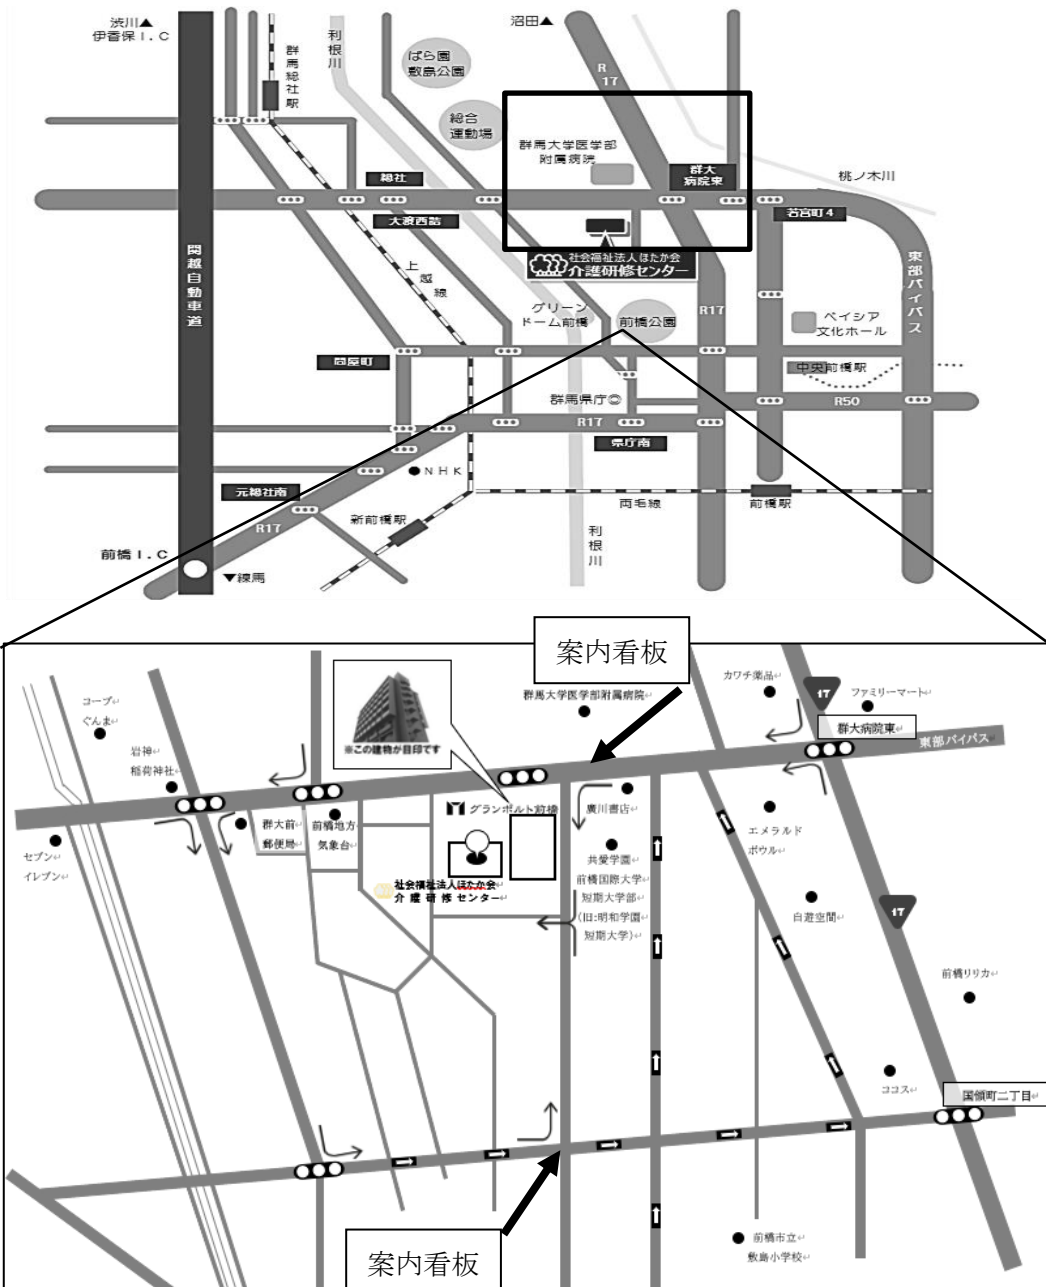 渋川▲
伊香保I.C
群馬総社駅
利根川
ばら園
敷島公園
沼田▲
R
17
総合
運動場
群馬大学医学部
附属病院
群大
病院東
桃ノ木川
総社
大渡西詰
若宮町4
関越自動車道
上越線
社会福祉法人ほたか会
介護研修センター
東部バイパス
グリーン
ドーム前橋
前橋公園
R17
ベイシア
文化ホール
問屋町
中央前橋駅
群馬県庁◎
R50
R17
県庁南
●NHK
元総社南
R17
新前橋駅
両毛線
前橋駅
利根川
前橋I.C
▼練馬
案内看板
コープ
ぐんま
岩神
稲荷神社
※この建物が目印です
群馬大学医学部附属病院
カワチ薬品
17
ファミリーマート
群大病院東
東部バイパス
グランポルト前橋
廣川書店
セブン
イレブン
群大前
郵便局
前橋地方
気象台
エメラルド
ボウル
共愛学園
前橋国際大学
短期大学部
(旧:明和学園
短期大学)
社会福祉法人ほたか会
介護研修センター
自遊空間
17
前橋リリカ
ココス
国領町二丁目
案内看板
前橋市立
敷島小学校